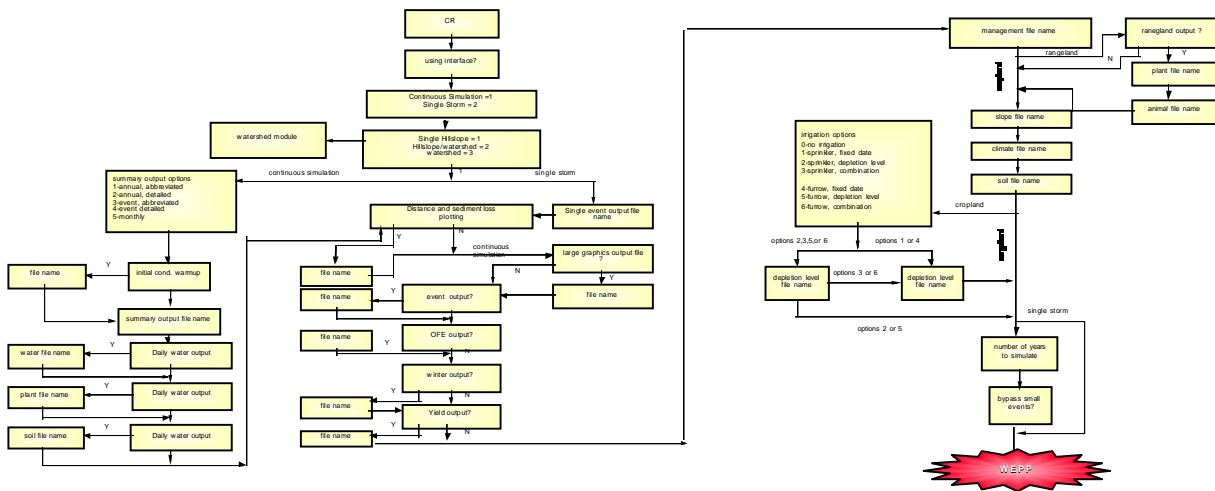 CR
using interface?
Continuous Simulation =1
Single Storm = 2
Single Hillslope = 1
Hillslope/watershed = 2
watershed = 3
watershed module
continuous simulation
single storm
summary output options
1-annual, abbreviated
2-annual, detailed
3-event, abbreviated
4-event detailed
5-monthly
Y
file name
initial cond. warmup
summary output file name
water file name
Y
Daily water output
plant file name
Y
Daily water output
soil file name
Y
Daily water output
Distance and sediment loss
plotting
Single event output file
name
Y
N
continuous
simulation
large graphics output file
?
file name
N
Y
file name
Y
event output?
file name
file name
Y
OFE output?
N
winter output?
Y
N
file name
Yield output?
file name
Y
N
management file name
ranegland output ?
rangeland
N
Y
plant file name
animal file name
slope file name
climate file name
soil file name
cropland
irrigation options
0-no irrigation
1-sprinkler, fixed date
2-sprinkler, depletion level
3-sprinkler, combination
4-furrow, fixed date
5-furrow, depletion level
6-furrow, combination
options 2,3,5,or 6
options 1 or 4
depletion level
file name
options 3 or 6
depletion level
file name
options 2 or 5
single storm
number of years
to simulate
bypass small
events?
WEPP